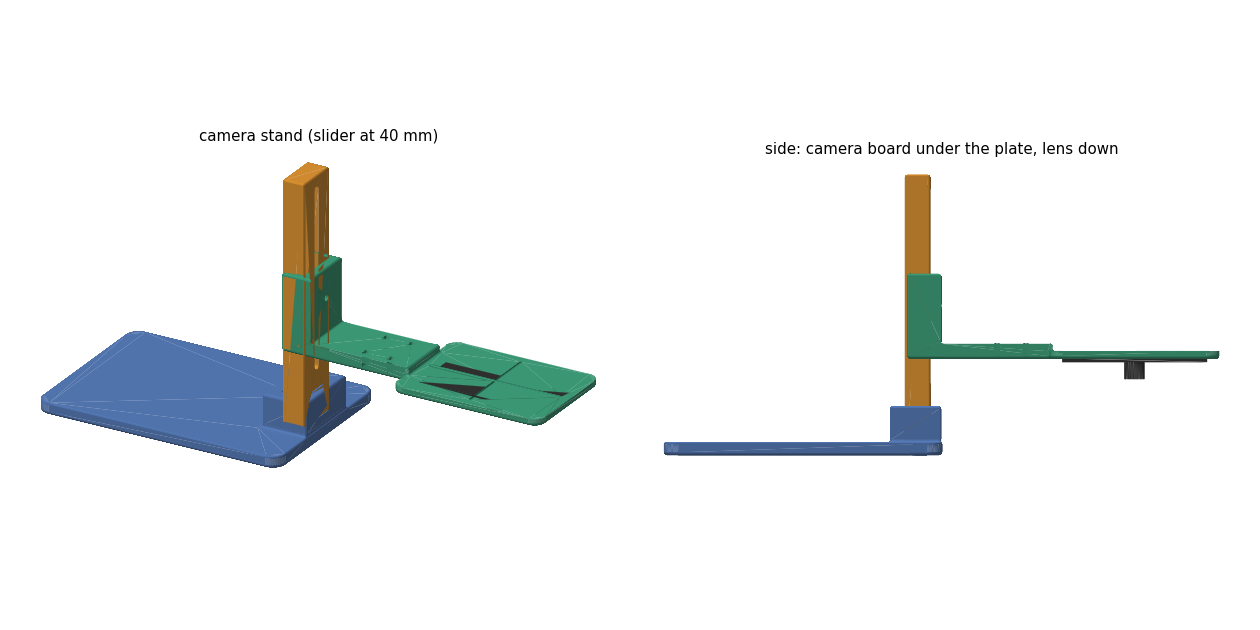 camera stand (slider at 40 mm)
side: camera board under the plate, lens down